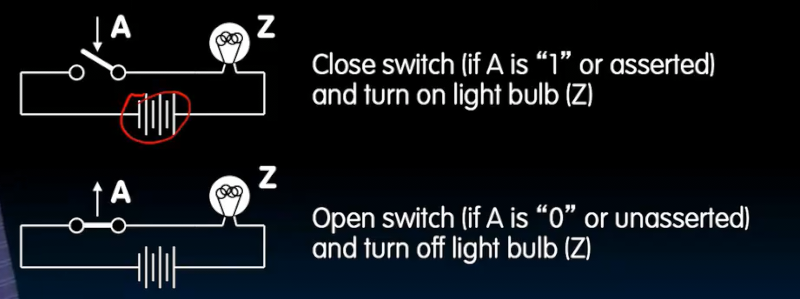 A
Z
Close switch (if A is “1” or asserted)
and turn on light bulb (Z)
A
Z
Open switch (if A is “0” or unasserted)
and turn off light bulb (Z)